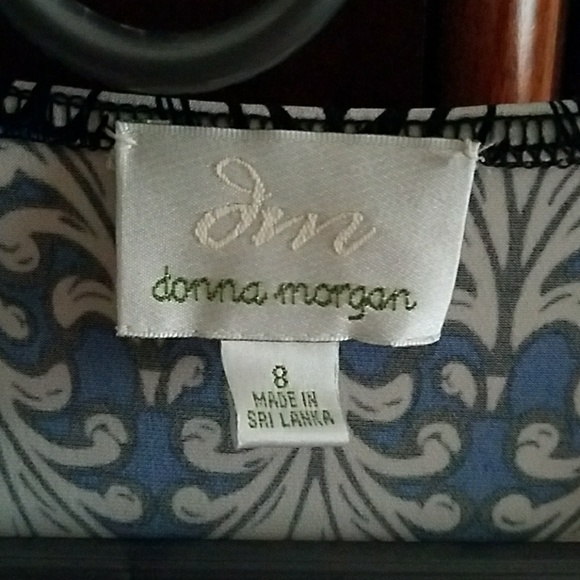 dm
donna morgan
8
MADE IN
SRI LANKA